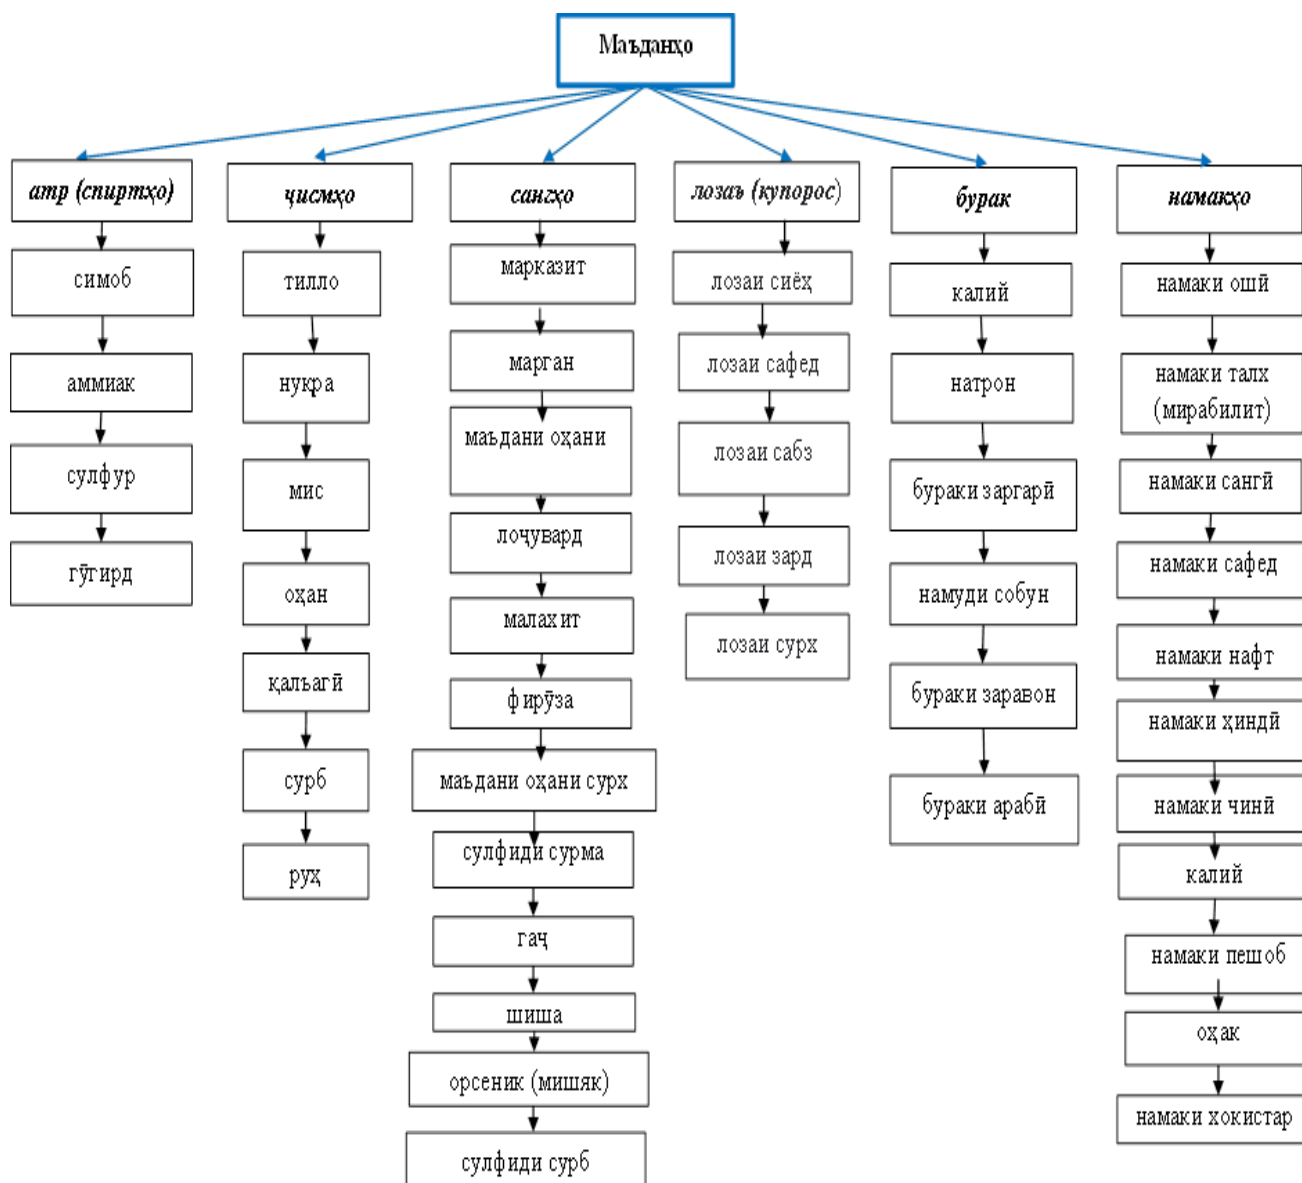 Маъданҳо
атр (спиртҳо)
симоб
аммиак
сулфур
гӯгирд
ҷисмҳо
тилло
нуқра
мис
оҳан
қалъагӣ
сурб
руҳ
сангҳо
марказит
марган
маъдани оҳани
лоҷувард
малахит
фирӯза
маъдани оҳани сурх
сулфиди сурма
гаҷ
шиша
орсеник (мишяк)
сулфиди сурб
лозаъ (купорос)
лозаи сиёҳ
лозаи сафед
лозаи сабз
лозаи зард
лозаи сурх
бурак
калий
натрон
бураки заргарӣ
намуди собун
бураки заравон
бураки арабӣ
намакҳо
намаки ошӣ
намаки талх
(мирабилит)
намаки сангӣ
намаки сафед
намаки нафт
намаки ҳиндӣ
намаки чинӣ
калий
намаки пешоб
оҳак
намаки хокистар